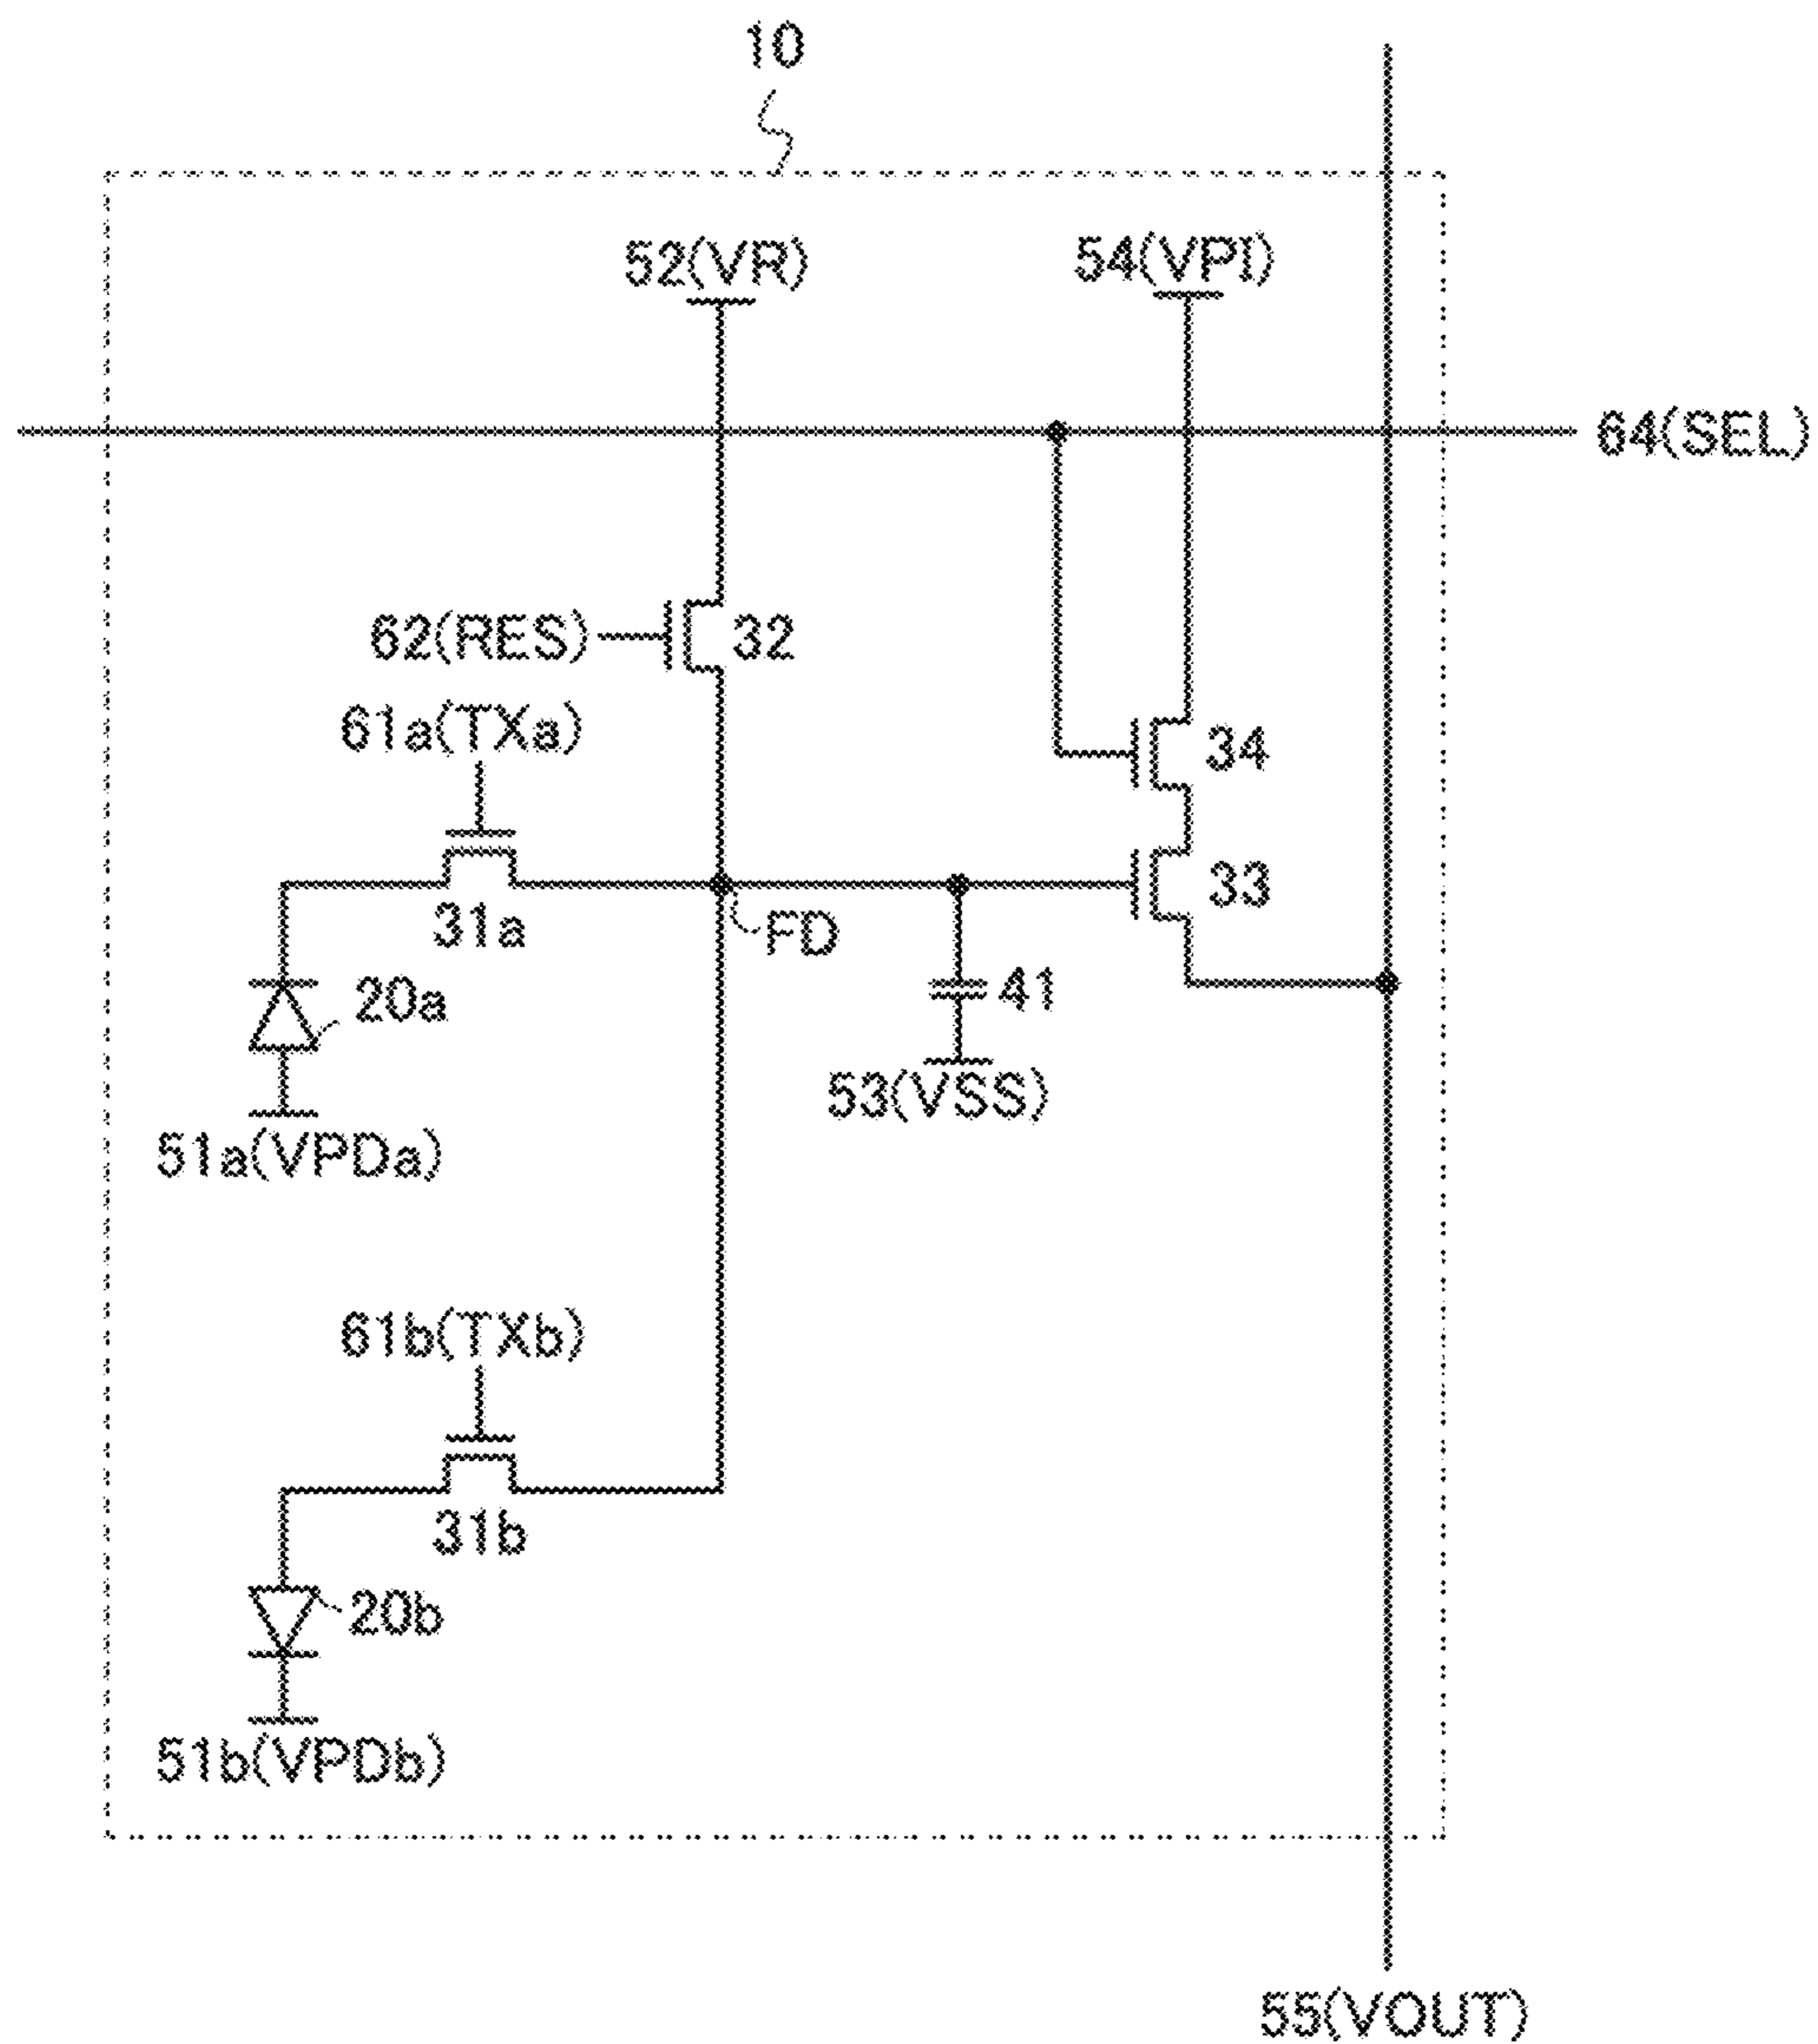 10
52(VR)
54(VPI)
64(SEL)
62(RES)
32
61a(TXa)
34
33
31a
FD
20a
41
53(VSS)
51a(VPDa)
61b(TXb)
31b
20b
51b(VPDb)
55(VOUT)